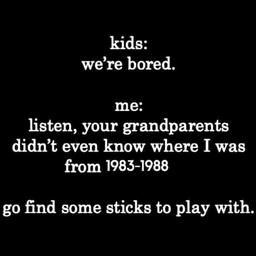 kids:
we're bored.
me:
listen, your grandparents
didn't even know where I was
from 1983-1988
go find some sticks to play with.